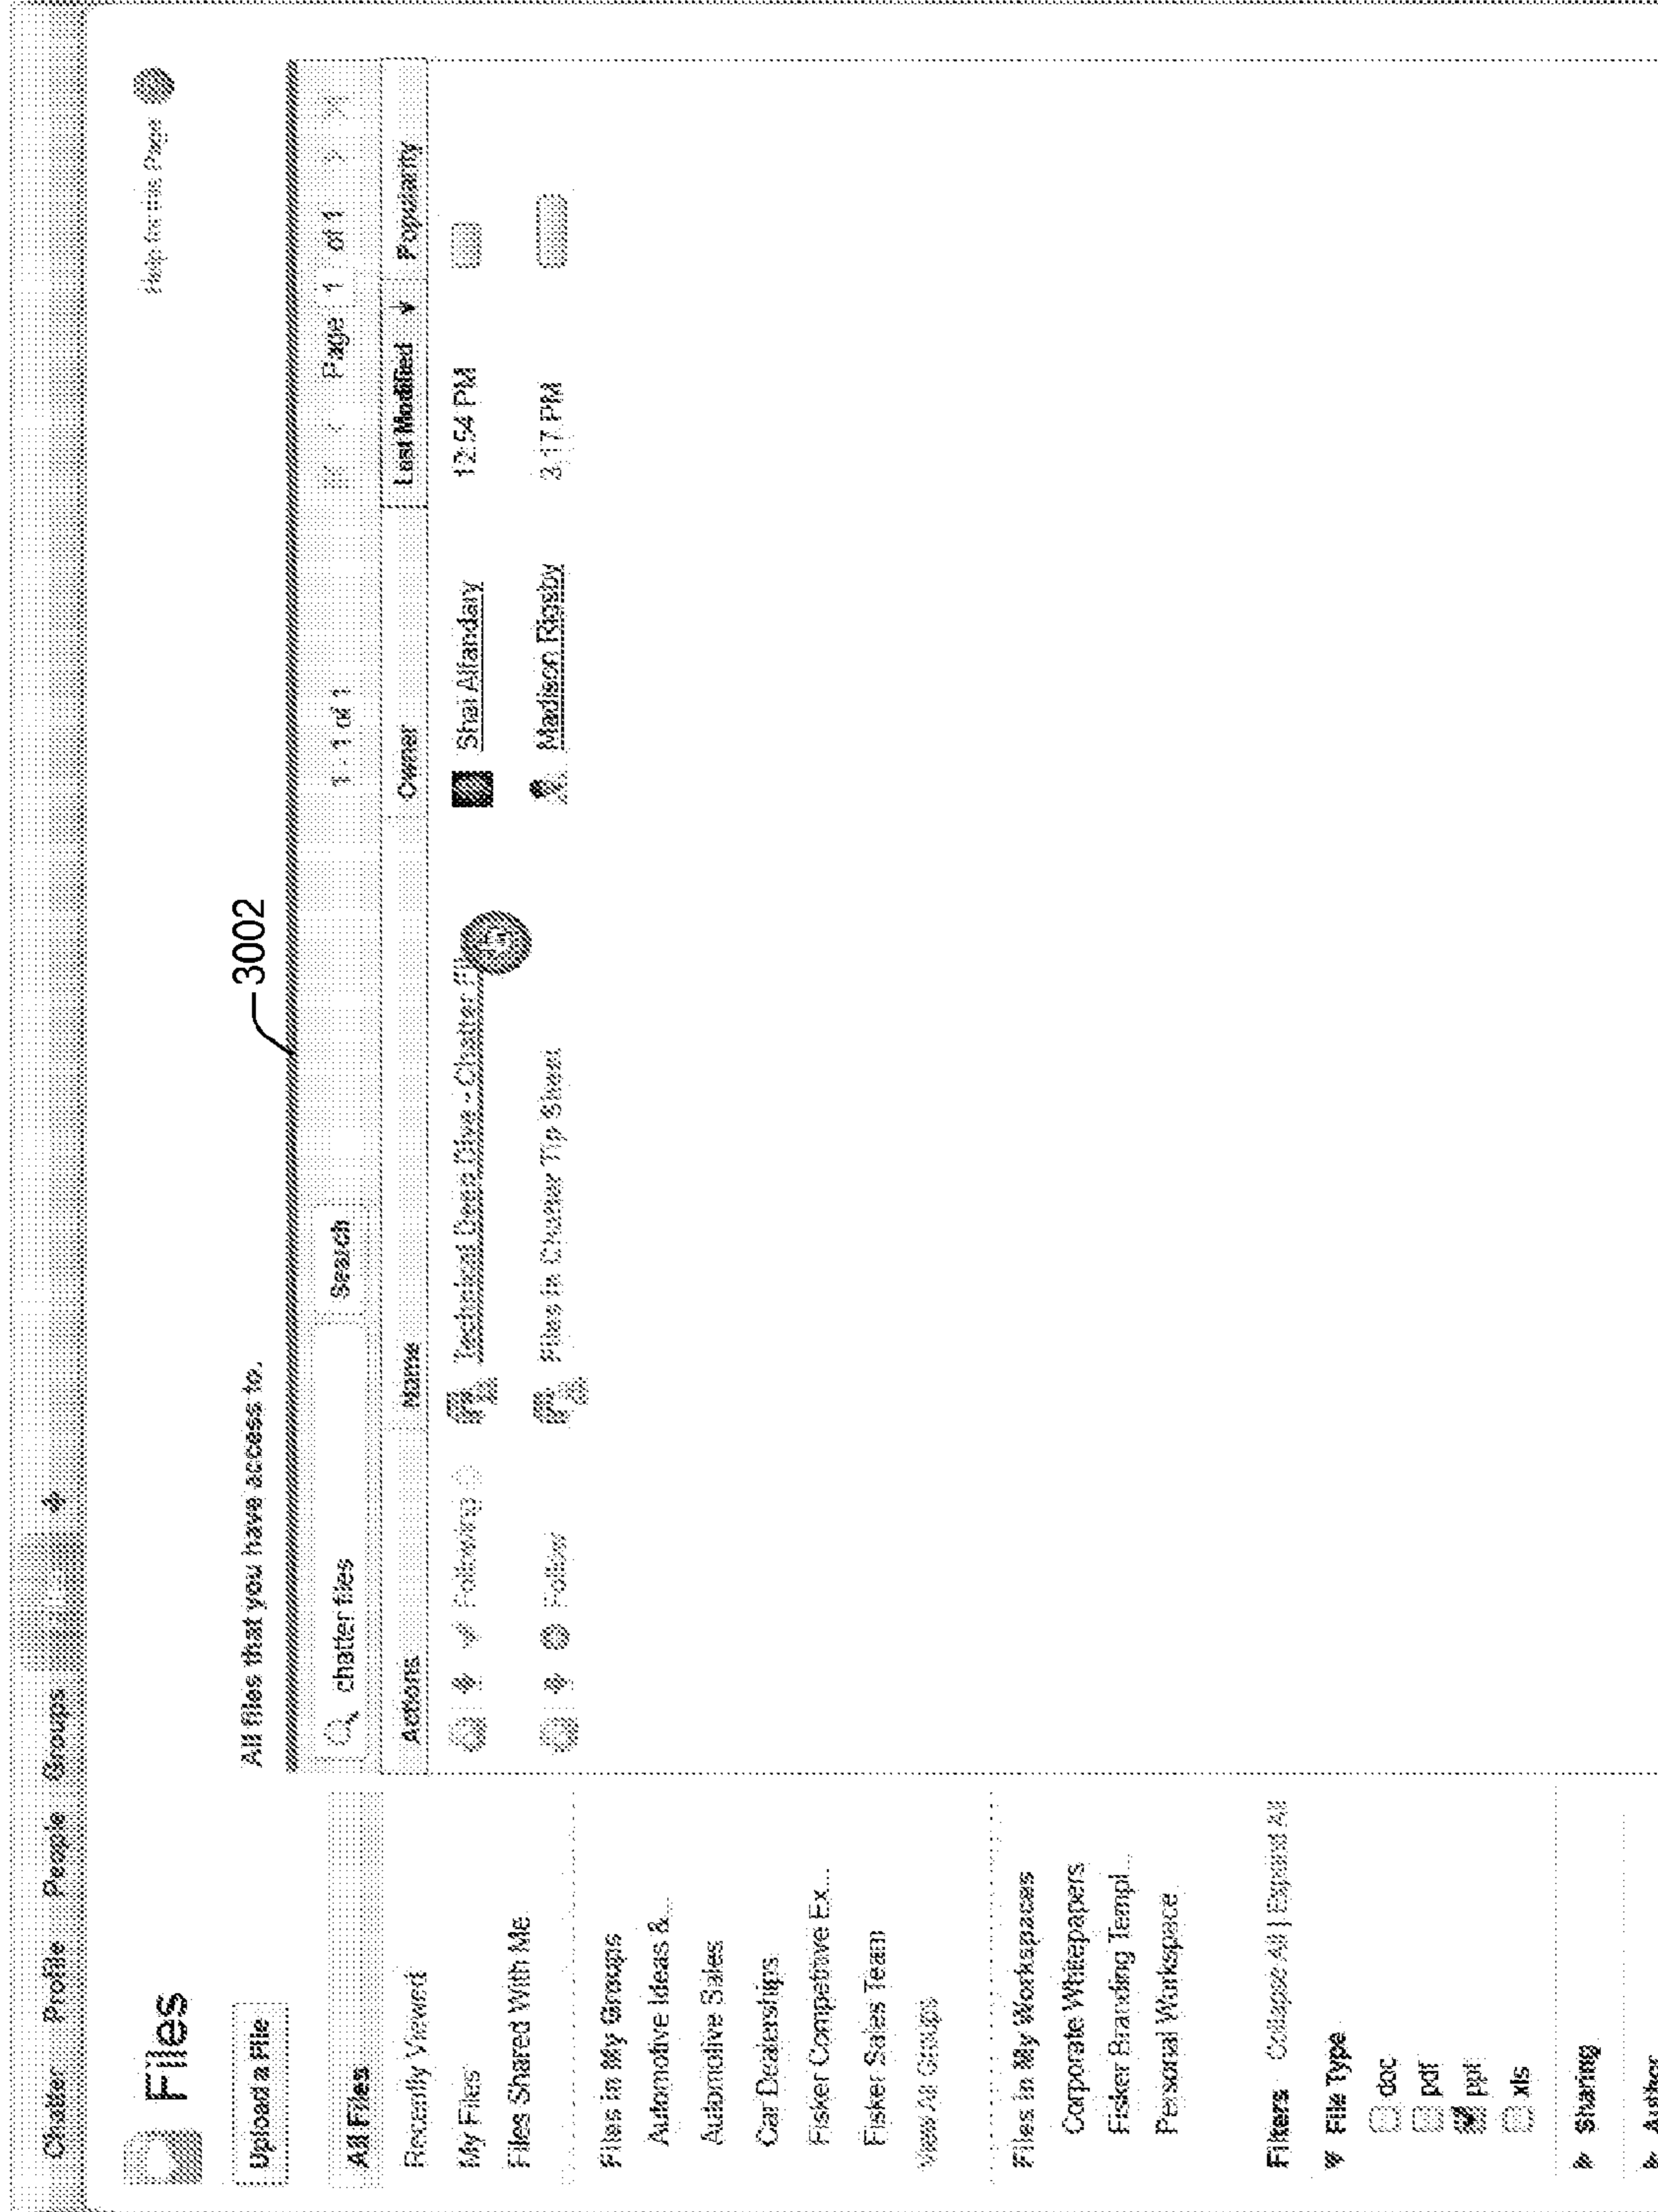 Chatter Profile People Groups
Help for this Page
Files
3002
Upload a File
All files that you have access to.
All Files
Recently Viewed
My Files
Files Shared With Me
Files in My Groups
Automotive Ideas &...
Automotive Sales
Car Dealerships
Fisker Competitive Ex...
Fisker Sales Team
View All Groups
Files in My Workspaces
Corporate Whitepapers
Fisker Branding Templ...
Personal Workspace
Filters Collapse All | Expand All
File Type
doc
pdf
ppt
xls
Sharing
Author
chatter files Search 1 - 1 of 1 Page 1 of 1
Actions Name Owner Last Modified Popularity
Following Technical Deep Dive - Chatter Shai Alfandary 12:54 PM
Follow Files in Chatter Tip Sheet Madison Rigsby 3:17 PM